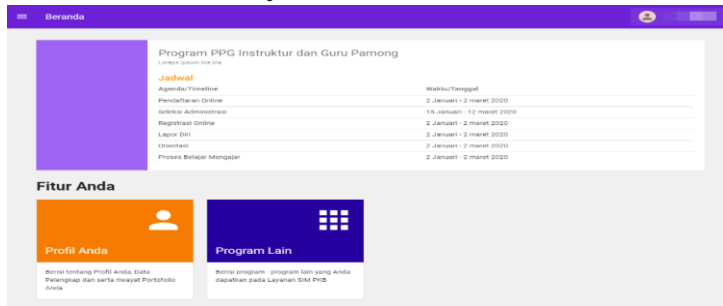 Beranda
Program PPG Instruktur dan Guru Pamong
Lorepa Ipsum bla bla
Jadwal
Agenda/Timeline Waktu/Tanggal
Pendaftaran Online 2 Januari - 2 maret 2020
Seleksi Administrasi 15 Januari - 12 maret 2020
Registrasi Online 2 Januari - 2 maret 2020
Lapor Diri 2 Januari - 2 maret 2020
Orientasi 2 Januari - 2 maret 2020
Proses Belajar Mengajar 2 Januari - 2 maret 2020
Fitur Anda
Profil Anda
Berisi tentang Profil Anda, Data
Pelengkap dan serta riwayat Portofolio
Anda
Program Lain
Berisi program - program lain yang Anda
dapatkan pada Layanan SIM PKB